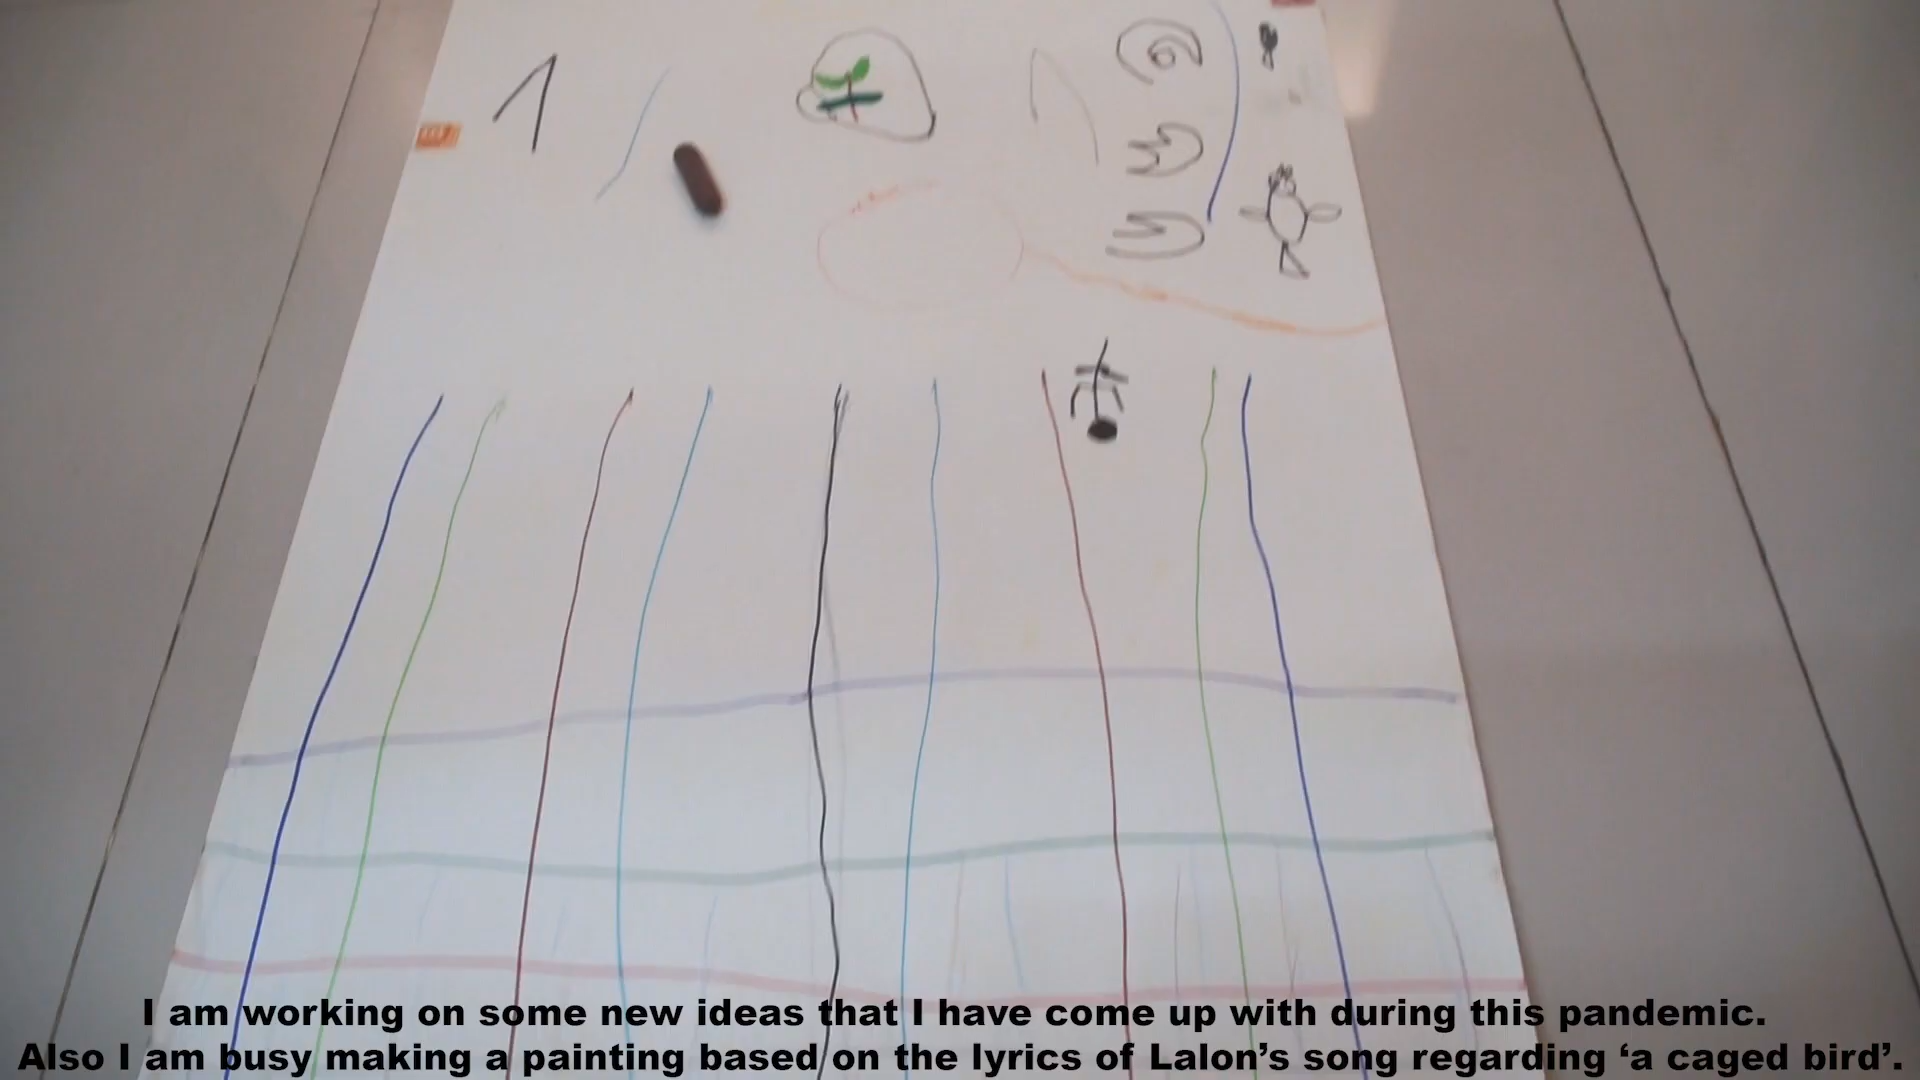 I am working on some new ideas that I have come up with during this pandemic.
Also I am busy making a painting based on the lyrics of Lalon’s song regarding ‘a caged bird’.